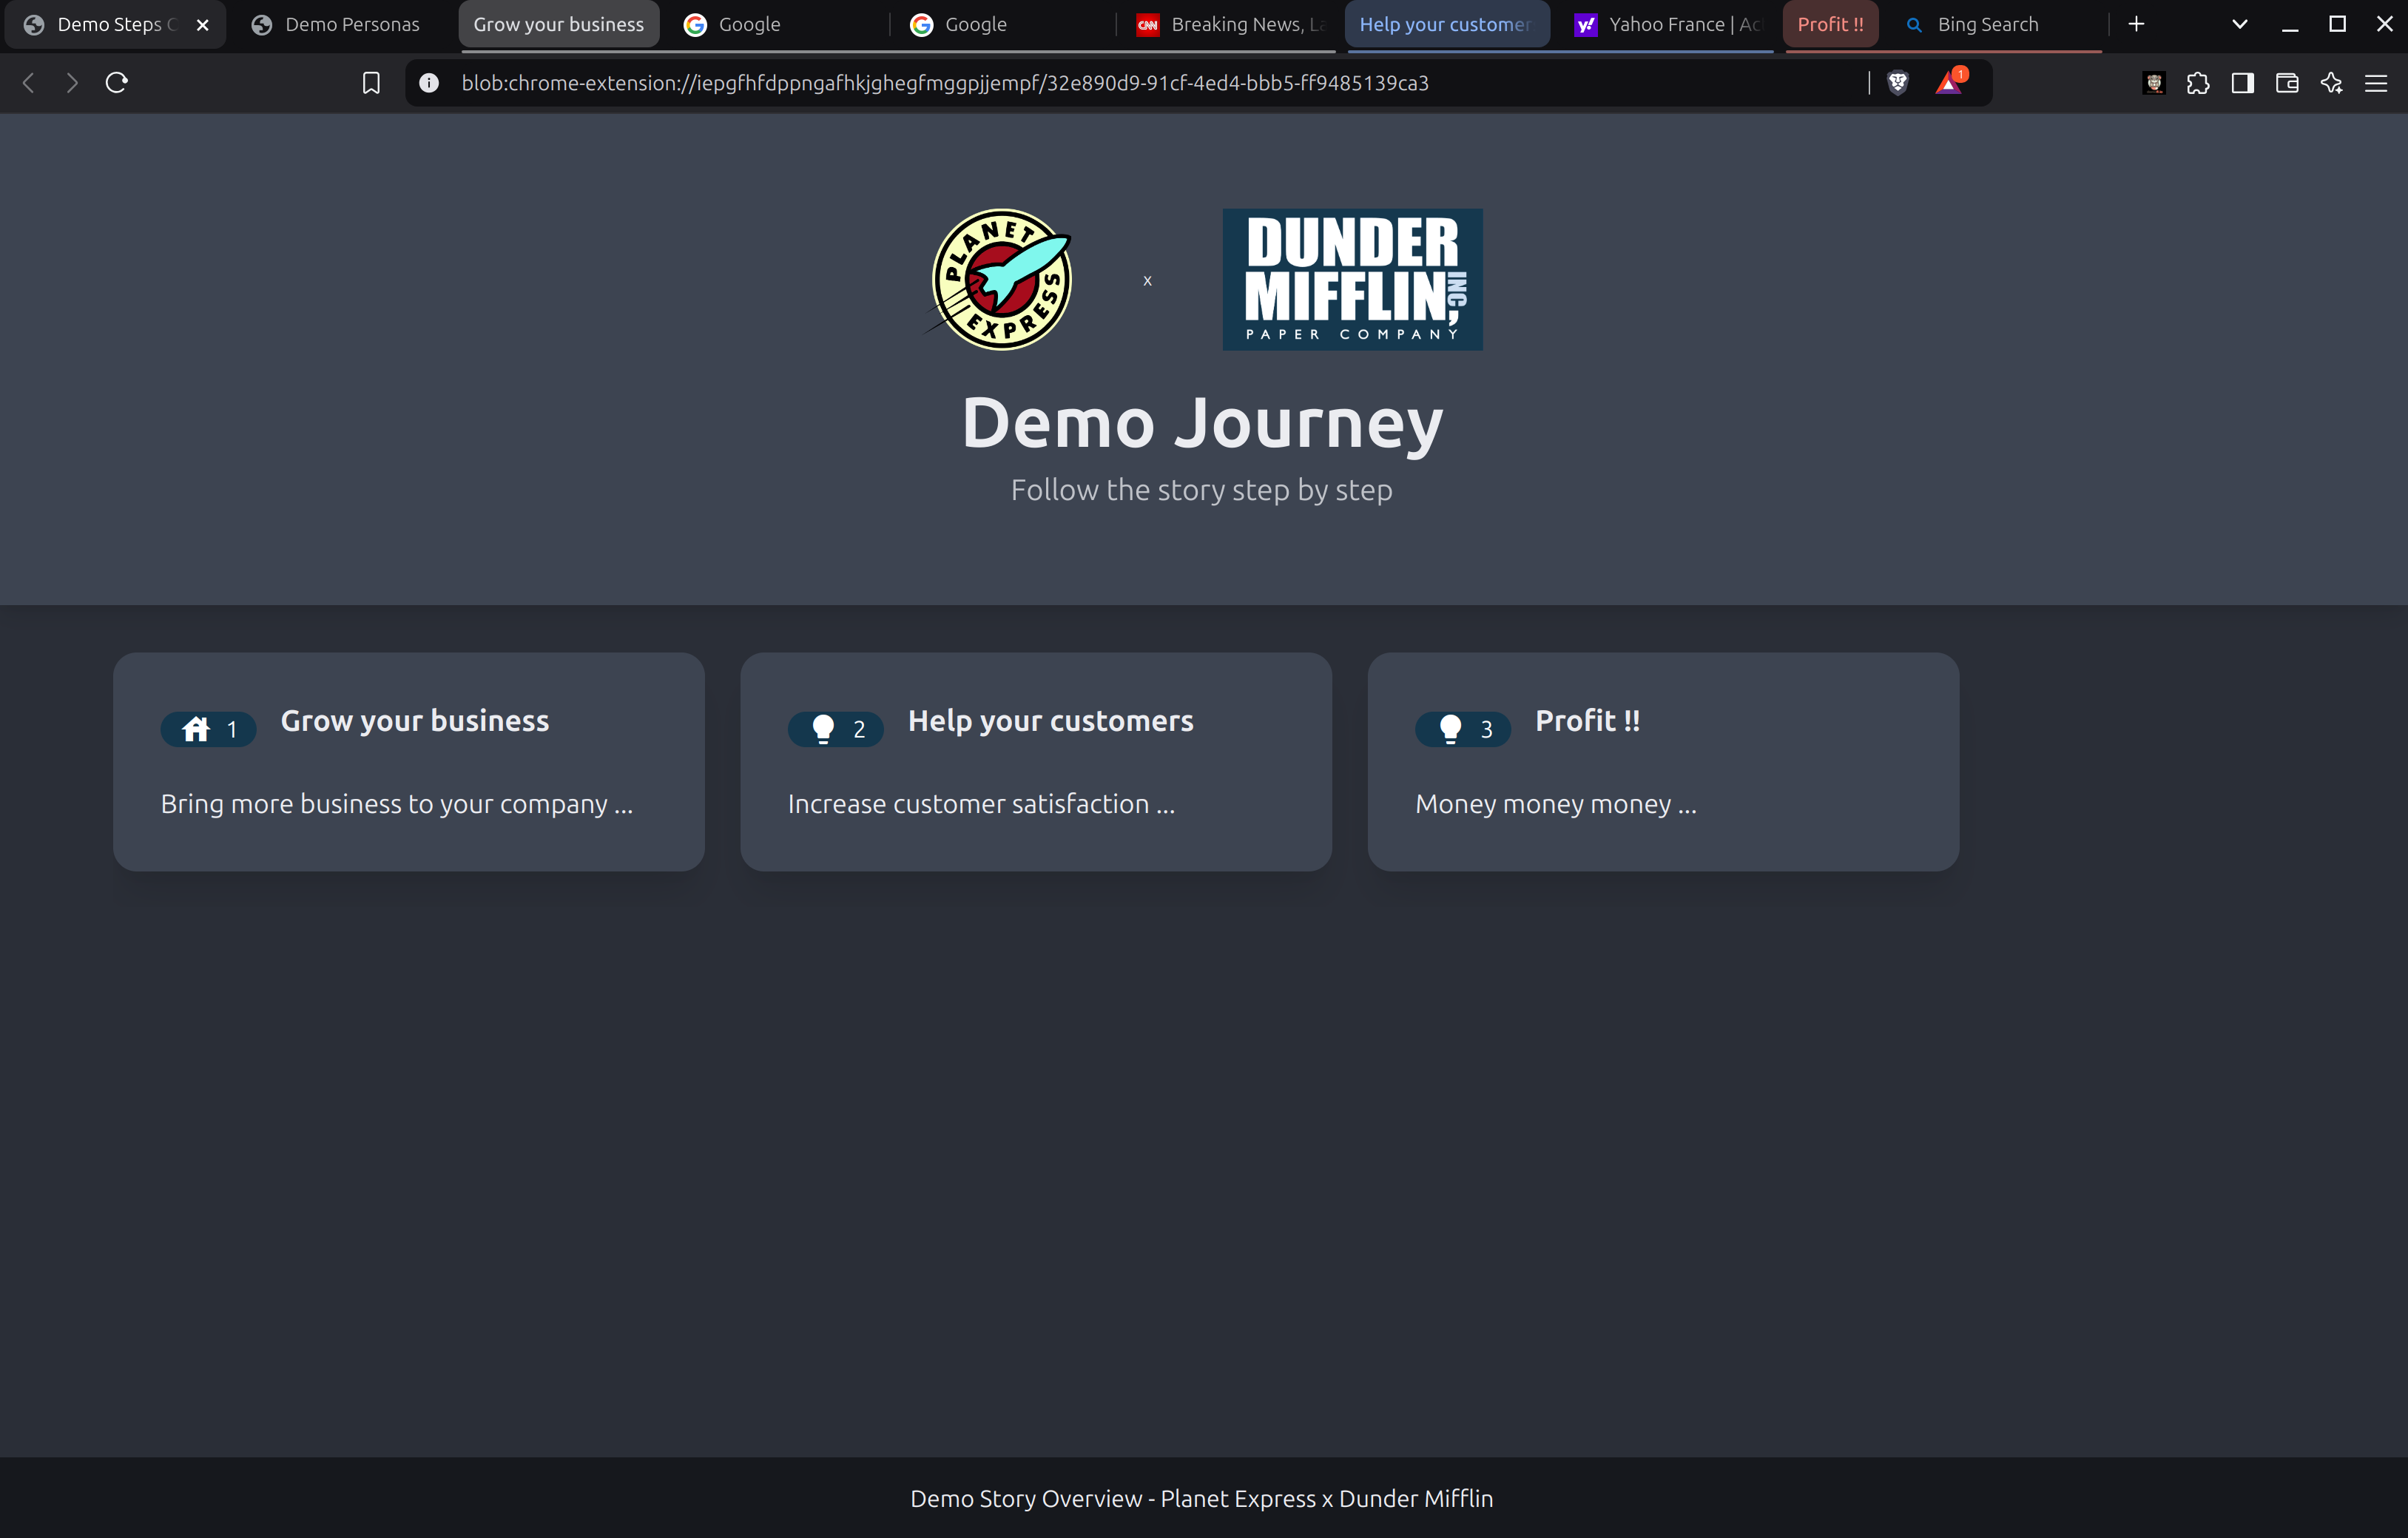 Demo Steps
Demo Personas
Grow your business
Google
Google
CNN
Breaking News, La
Help your customer
y!
Yahoo France | Ac
Profit !!
Bing Search
blob:chrome-extension://iepgfhfdppngafhkjghegfmggpjjempf/32e890d9-91cf-4ed4-bbb5-ff9485139ca3
1
PLANET
EXPRESS
x
DUNDER
MIFFLIN, INC
PAPER COMPANY
Demo Journey
Follow the story step by step
1 Grow your business
Bring more business to your company ...
2 Help your customers
Increase customer satisfaction ...
3 Profit !!
Money money money ...
Demo Story Overview - Planet Express x Dunder Mifflin